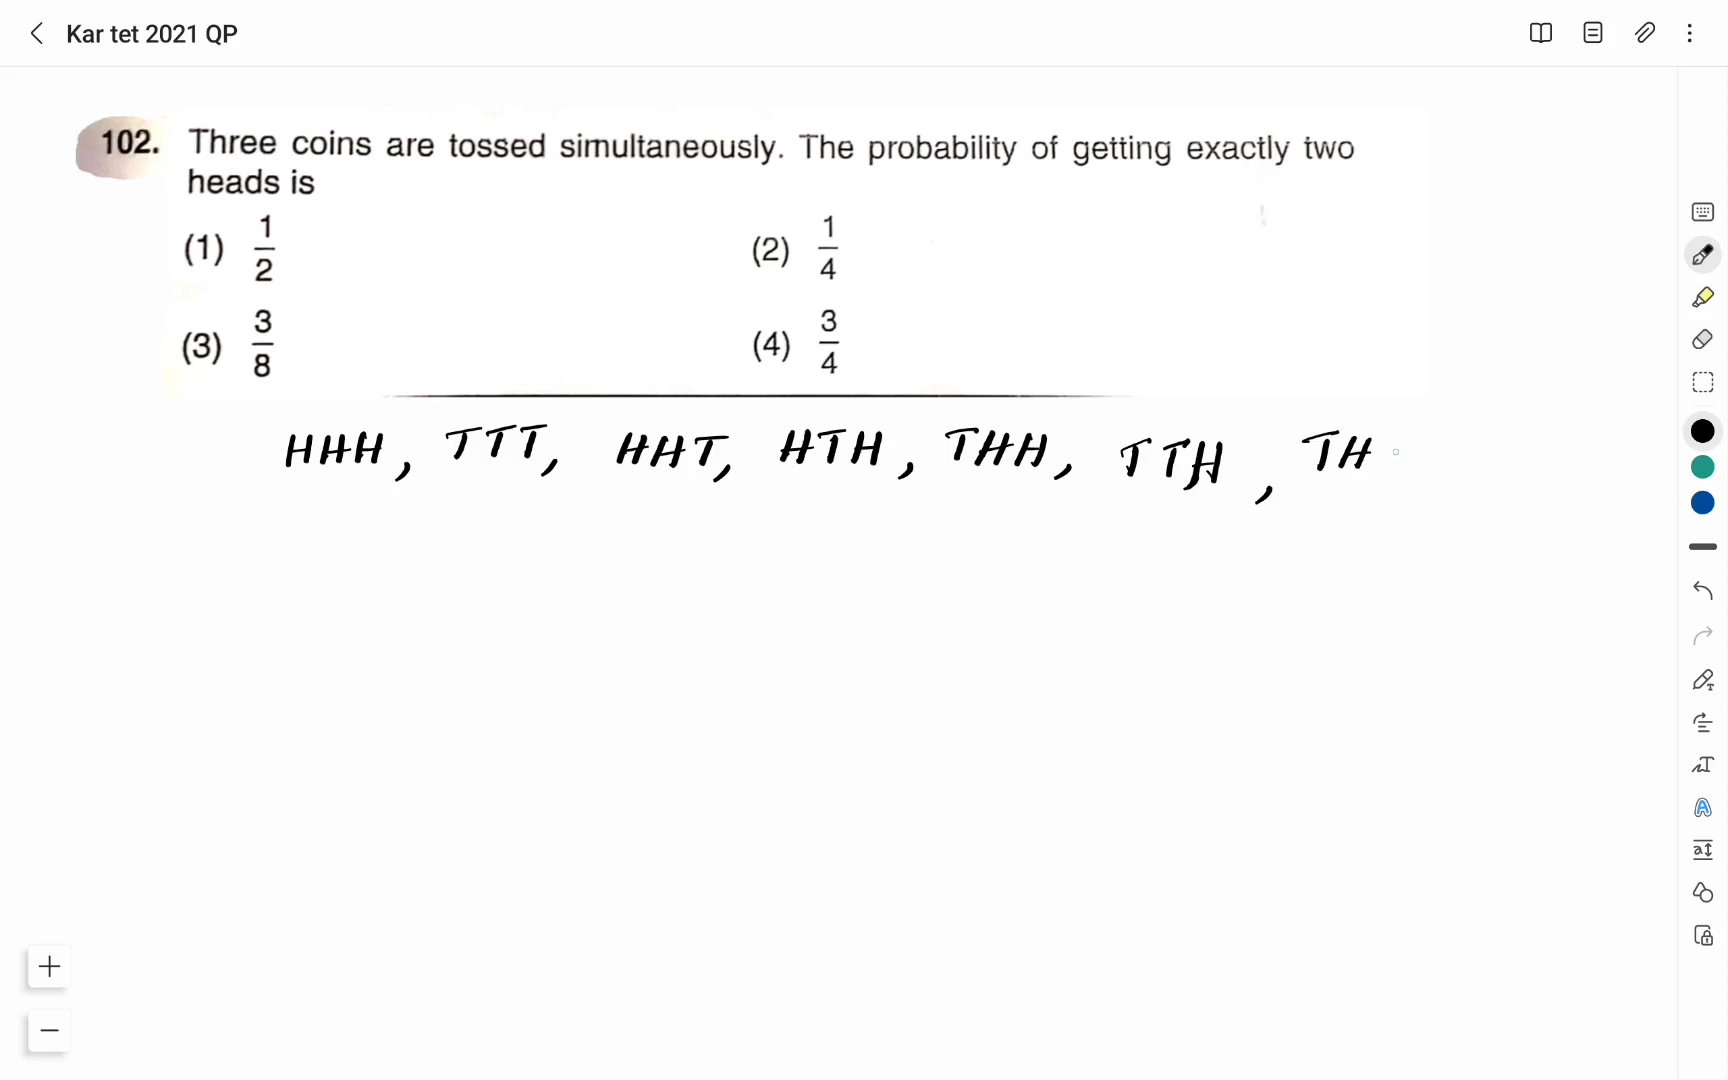 Kar tet 2021 QP
102. Three coins are tossed simultaneously. The probability of getting exactly two
heads is
(1) 1/2 (2) 1/4
(3) 3/8 (4) 3/4
HHH, TTT, HHT, HTH, THH, TTH, TH